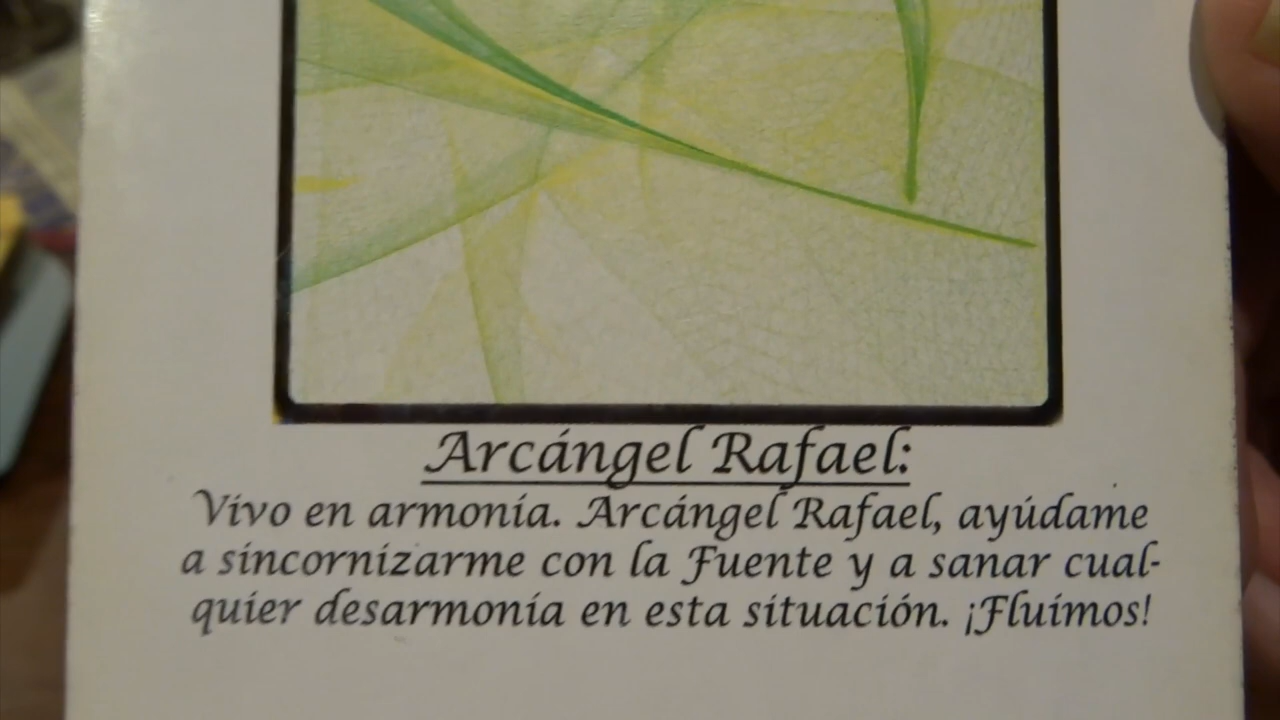 Arcángel Rafael:
Vivo en armonía. Arcángel Rafael, ayúdame
a sincornizarme con la Fuente y a sanar cual-
quier desarmonía en esta situación. ¡Fluimos!